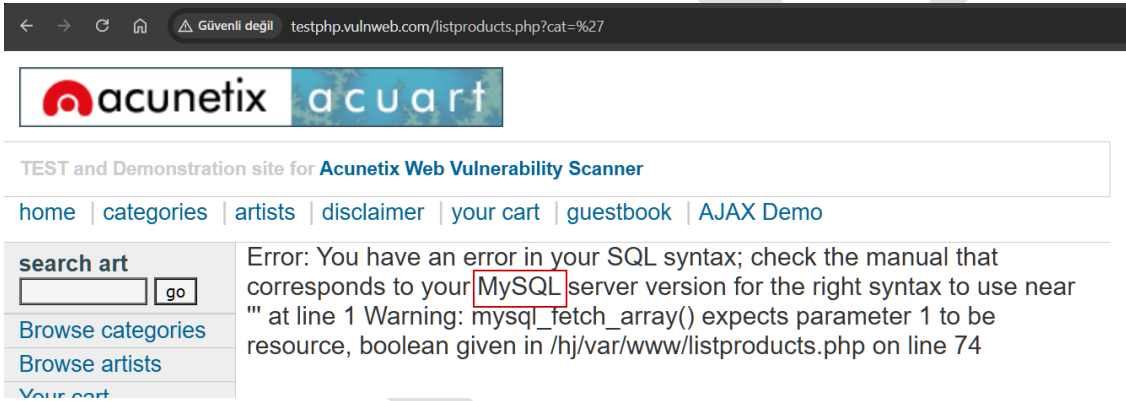 Güvenli değil testphp.vulnweb.com/listproducts.php?cat=%27
acunetix acuart
TEST and Demonstration site for Acunetix Web Vulnerability Scanner
home | categories | artists | disclaimer | your cart | guestbook | AJAX Demo
search art
go
Browse categories
Browse artists
Your cart
Error: You have an error in your SQL syntax; check the manual that
corresponds to your MySQL server version for the right syntax to use near
''' at line 1 Warning: mysql_fetch_array() expects parameter 1 to be
resource, boolean given in /hj/var/www/listproducts.php on line 74